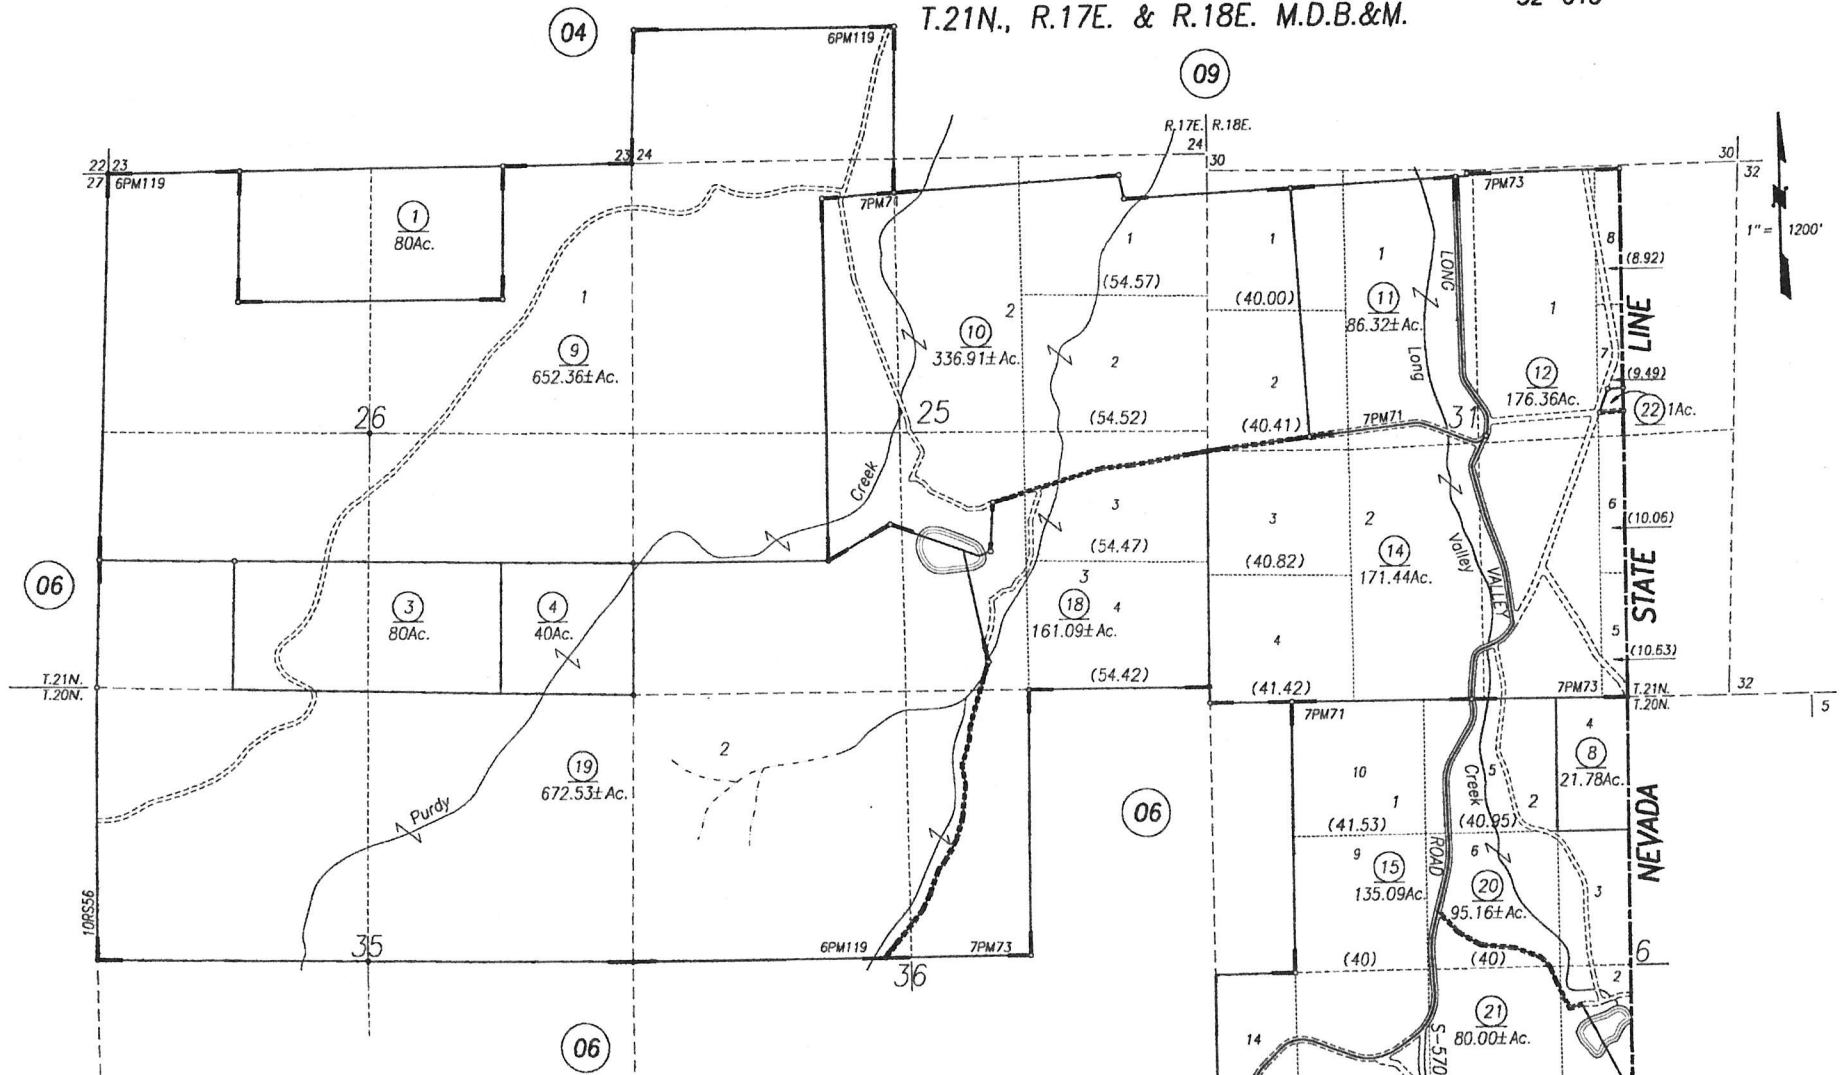 T.21N., R.17E. & R.18E. M.D.B.&M.
04
6PM119
09
R.17E. R.18E.
24
30
30
32
22 23
27 6PM119
23 24
1
80Ac.
7PM71
7PM73
1" = 1200'
1
(54.57)
1
(40.00)
1
11
86.32±Ac.
LONG
Long
8
(8.92)
1
LINE
1
9
652.36±Ac.
2
10
336.91±Ac.
2
(54.52)
2
(40.41)
7PM71
31
12
176.36Ac.
7
(9.49)
22 1Ac.
26
25
Creek
3
(54.47)
3
(40.82)
2
14
171.44Ac.
Valley
VALLEY
6
(10.06)
STATE
06
3
80Ac.
4
40Ac.
3
18
161.09±Ac.
4
(54.42)
4
(41.42)
5
(10.63)
T.21N.
T.20N.
7PM71
7PM73
T.21N.
T.20N.
32
5
19
672.53±Ac.
2
Purdy
06
10
1
(41.53)
Creek
5
(40.95)
2
4
8
21.78Ac.
NEVADA
10RS56
9
15
135.09Ac.
ROAD
6
20
95.16±Ac.
3
35
6PM119
7PM73
36
(40)
(40)
6
2
06
14
S-570
21
80.00±Ac.